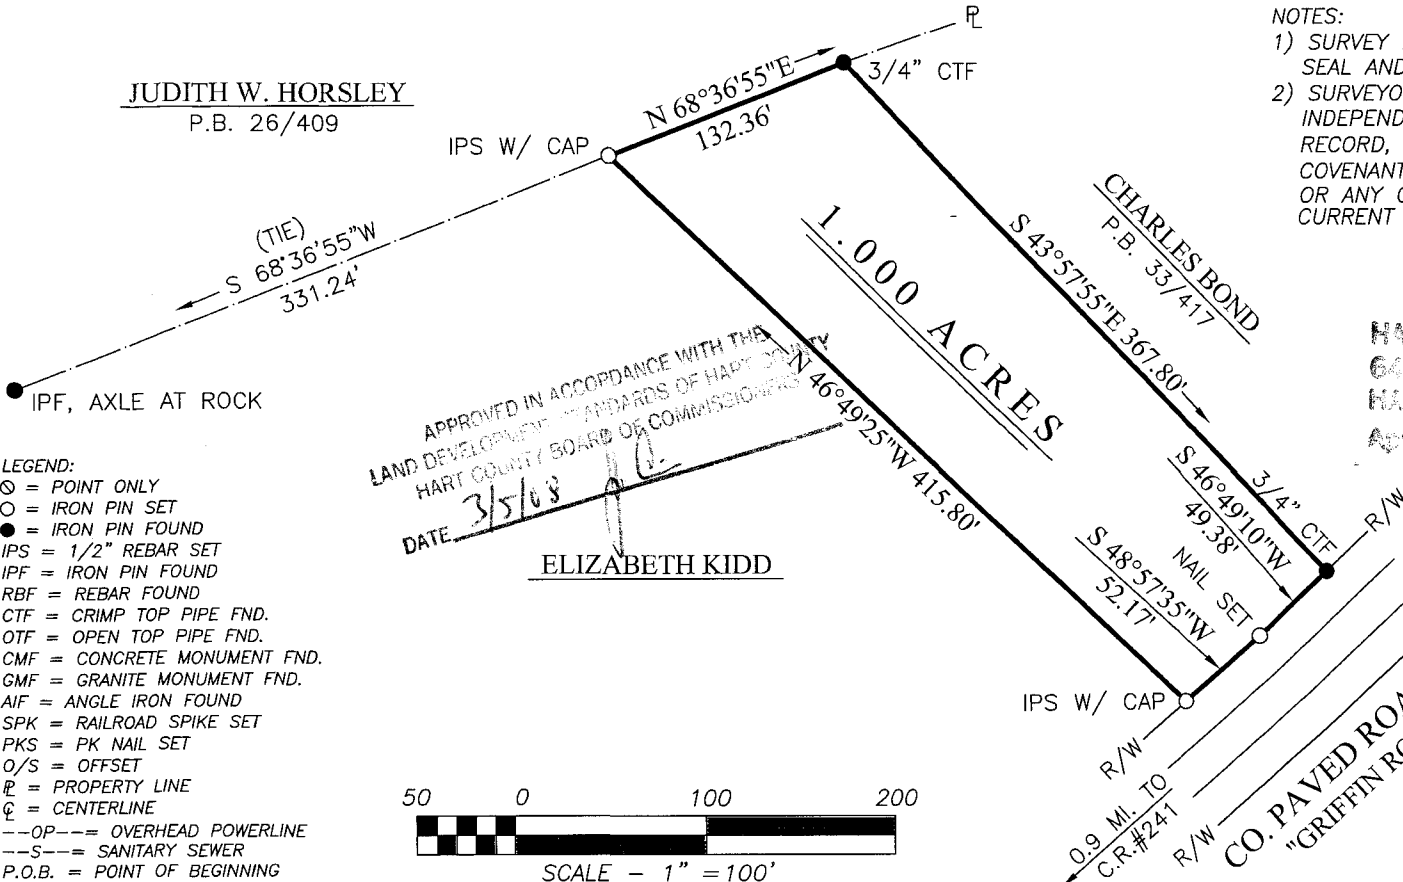 JUDITH W. HORSLEY
P.B. 26/409
IPS W/ CAP
N 68°36'55"E
132.36'
3/4" CTF
PL
NOTES:
1) SURVEY
SEAL AND
2) SURVEYO
INDEPEND
RECORD,
COVENANT
OR ANY
CURRENT
(TIE)
S 68°36'55"W
331.24'
IPF, AXLE AT ROCK
1.000 ACRES
CHARLES BOND
P.B. 33/417
S 43°57'55"E 367.80'
N 46°49'25"W 415.80'
APPROVED IN ACCORDANCE WITH THE
LAND DEVELOPMENT STANDARDS OF HART COUNTY
HART COUNTY BOARD OF COMMISSIONERS
DATE 3/5/08
ELIZABETH KIDD
3/4" CTF
S 46°49'10"W
49.38'
NAIL SET
S 48°57'35"W
52.17'
IPS W/ CAP
R/W
R/W
R/W
0.9 MI. TO
C.R.#241
CO. PAVED ROA
"GRIFFIN RO
LEGEND:
= POINT ONLY
○ = IRON PIN SET
● = IRON PIN FOUND
IPS = 1/2" REBAR SET
IPF = IRON PIN FOUND
RBF = REBAR FOUND
CTF = CRIMP TOP PIPE FND.
OTF = OPEN TOP PIPE FND.
CMF = CONCRETE MONUMENT FND.
GMF = GRANITE MONUMENT FND.
AIF = ANGLE IRON FOUND
SPK = RAILROAD SPIKE SET
PKS = PK NAIL SET
O/S = OFFSET
PL = PROPERTY LINE
CL = CENTERLINE
--OP--= OVERHEAD POWERLINE
--S--= SANITARY SEWER
P.O.B. = POINT OF BEGINNING
50 0 100 200
SCALE - 1" =100'